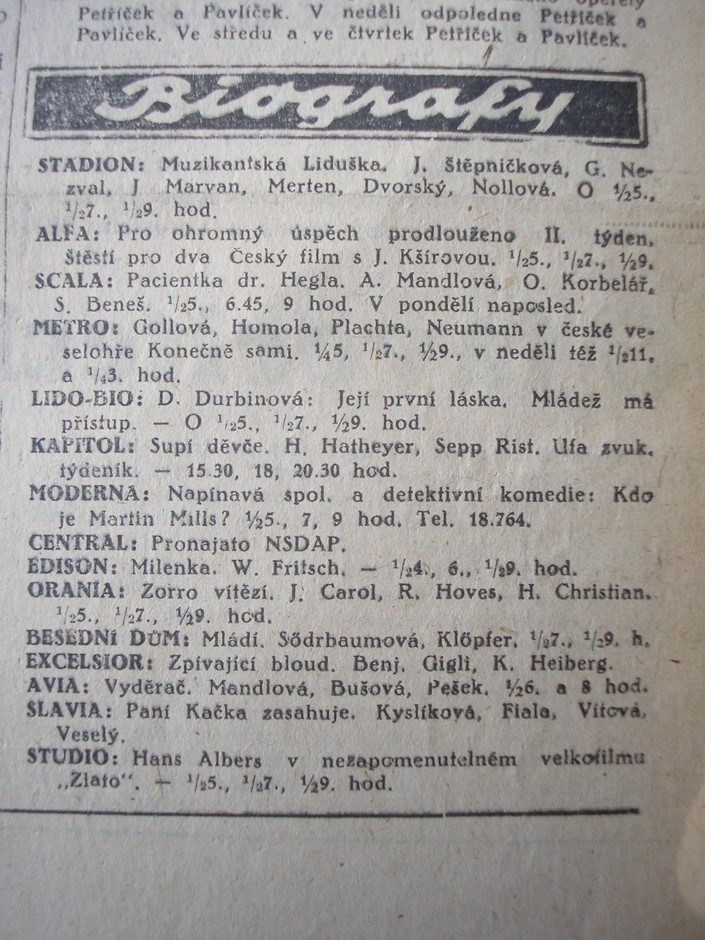 Petříček a Pavlíček. V neděli odpoledne Petříček a
Pavlíček. Ve středu a ve čtvrtek Petříček a Pavlíček.
Biografy
STADION: Muzikantská Liduška. J. Štěpničková, G. Ne-
zval, J Marvan, Merten, Dvorský, Nollová. O ½5.,
½7., ½9. hod.
ALFA: Pro ohromný úspěch prodlouženo II. týden.
Štěstí pro dva Český film s J. Kšírovou. ½5., ½7., ½9.
SCALA: Pacientka dr. Hegla. A. Mandlová, O. Korbelář,
S. Beneš. ½5., 6.45, 9 hod. V pondělí naposled.
METRO: Gollová, Homola, Plachta, Neumann v české ve-
selohře Konečně sami. ¼5, ½7., ½9., v neděli též ½11.
a ¼3. hod.
LIDO-BIO: D. Durbinová: Její první láska. Mládež má
přístup. — O ½5., ½7., ½9. hod.
KAPITOL: Supí děvče. H. Hatheyer, Sepp Rist. Ufa zvuk.
týdeník. — 15.30, 18, 20.30 hod.
MODERNA: Napínavá spol. a detektivní komedie: Kdo
je Martin Mills? ½5., 7, 9 hod. Tel. 18.764.
CENTRAL: Pronajato NSDAP.
EDISON: Milenka. W. Fritsch. — ½4., 6., ½9. hod.
ORANIA: Zorro vítězí. J. Carol, R. Hoves, H. Christian.
½5., ½7., ½9. hod.
BESEDNÍ DŮM: Mládí. Södrbaumová, Klöpfer. ½7., ½9. h.
EXCELSIOR: Zpívající bloud. Benj. Gigli, K. Heiberg.
AVIA: Vyděrač. Mandlová, Bušová, Pešek. ½6. a 8 hod.
SLAVIA: Paní Kačka zasahuje. Kyslíková, Fiala, Vítová,
Veselý.
STUDIO: Hans Albers v nezapomenutelném velkofilmu
„Zlato“. — ½5., ½7., ½9. hod.